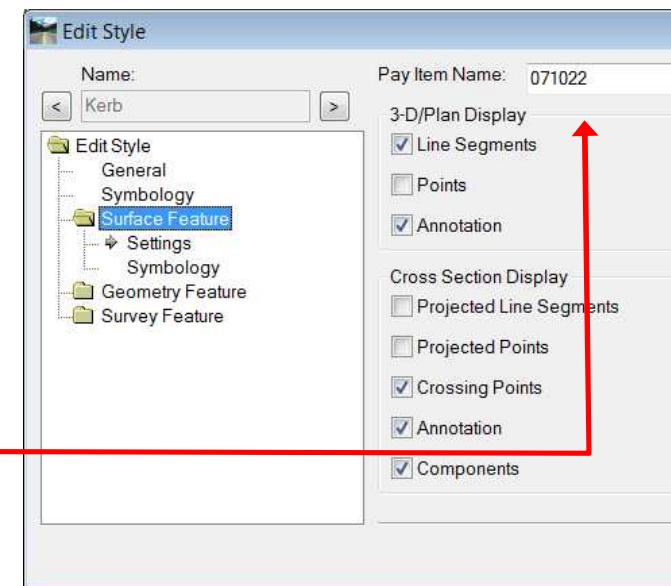 Edit Style
Name:
<
Kerb
>
Edit Style
General
Symbology
Surface Feature
Settings
Symbology
Geometry Feature
Survey Feature
Pay Item Name: 071022
3-D/Plan Display
Line Segments
Points
Annotation
Cross Section Display
Projected Line Segments
Projected Points
Crossing Points
Annotation
Components